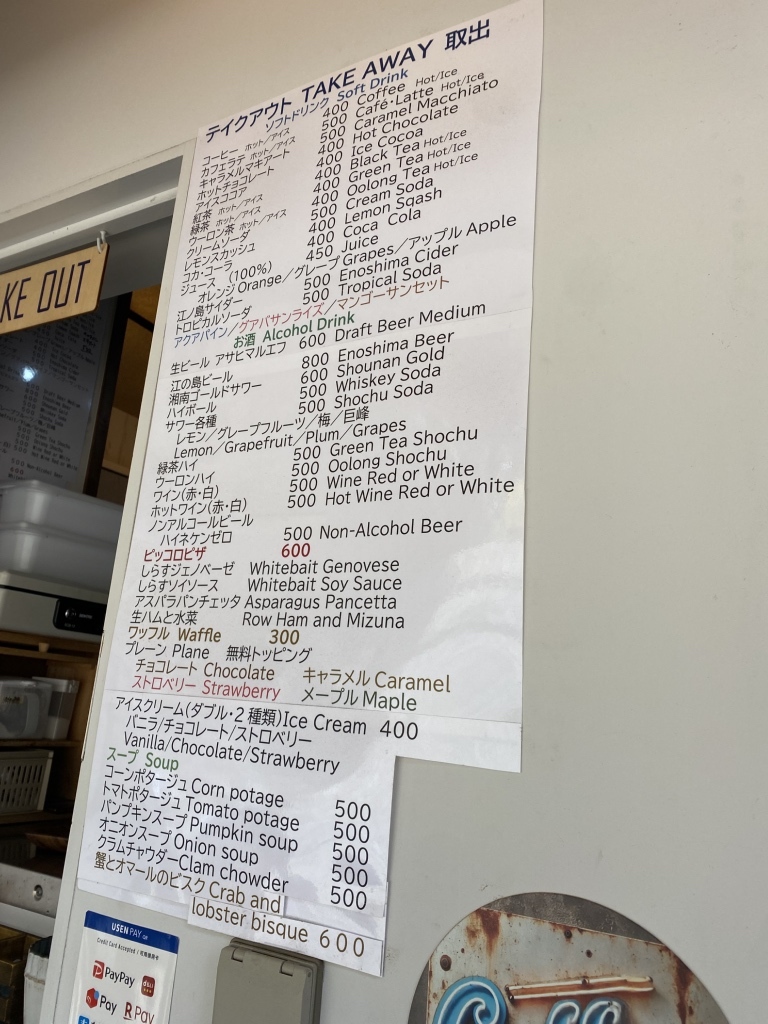 テイクアウト TAKE AWAY 取出
ソフトドリンク Soft Drink
コーヒー ホット/アイス 400 Coffee Hot/Ice
カフェラテ ホット/アイス 500 Café・Latte Hot/Ice
キャラメルマキアート 500 Caramel Macchiato
ホットチョコレート 400 Hot Chocolate
アイスココア 400 Ice Cocoa
紅茶 ホット/アイス 400 Black Tea Hot/Ice
緑茶 ホット/アイス 400 Green Tea Hot/Ice
ウーロン茶 ホット/アイス 400 Oolong Tea Hot/Ice
クリームソーダ 500 Cream Soda
レモンスカッシュ 400 Lemon Sqash
コカ・コーラ 400 Coca Cola
ジュース (100%) 450 Juice
オレンジ Orange/グレープ Grapes/アップル Apple
江ノ島サイダー 500 Enoshima Cider
トロピカルソーダ 500 Tropical Soda
アクアパイン/グアバサンライズ/マンゴーサンセット
お酒 Alcohol Drink
生ビール アサヒマルエフ 600 Draft Beer Medium
江の島ビール 800 Enoshima Beer
湘南ゴールドサワー 600 Shounan Gold
ハイボール 500 Whiskey Soda
サワー各種 500 Shochu Soda
レモン/グレープフルーツ/梅/巨峰
Lemon/Grapefruit/Plum/Grapes
緑茶ハイ 500 Green Tea Shochu
ウーロンハイ 500 Oolong Shochu
ワイン(赤・白) 500 Wine Red or White
ホットワイン(赤・白) 500 Hot Wine Red or White
ノンアルコールビール
ハイネケンゼロ 500 Non-Alcohol Beer
ピッコロピザ 600
しらすジェノベーゼ Whitebait Genovese
しらすソイソース Whitebait Soy Sauce
アスパラパンチェッタ Asparagus Pancetta
生ハムと水菜 Row Ham and Mizuna
ワッフル Waffle 300
プレーン Plane 無料トッピング
チョコレート Chocolate キャラメル Caramel
ストロベリー Strawberry メープル Maple
アイスクリーム(ダブル・2種類)Ice Cream 400
バニラ/チョコレート/ストロベリー
Vanilla/Chocolate/Strawberry
スープ Soup
コーンポタージュ Corn potage 500
トマトポタージュ Tomato potage 500
パンプキンスープ Pumpkin soup 500
オニオンスープ Onion soup 500
クラムチャウダーClam chowder 500
蟹とオマールのビスク Crab and
lobster bisque 600
KE OUT
USEN PAY
Credit Card Accepted /
PayPay
Pay R Pay